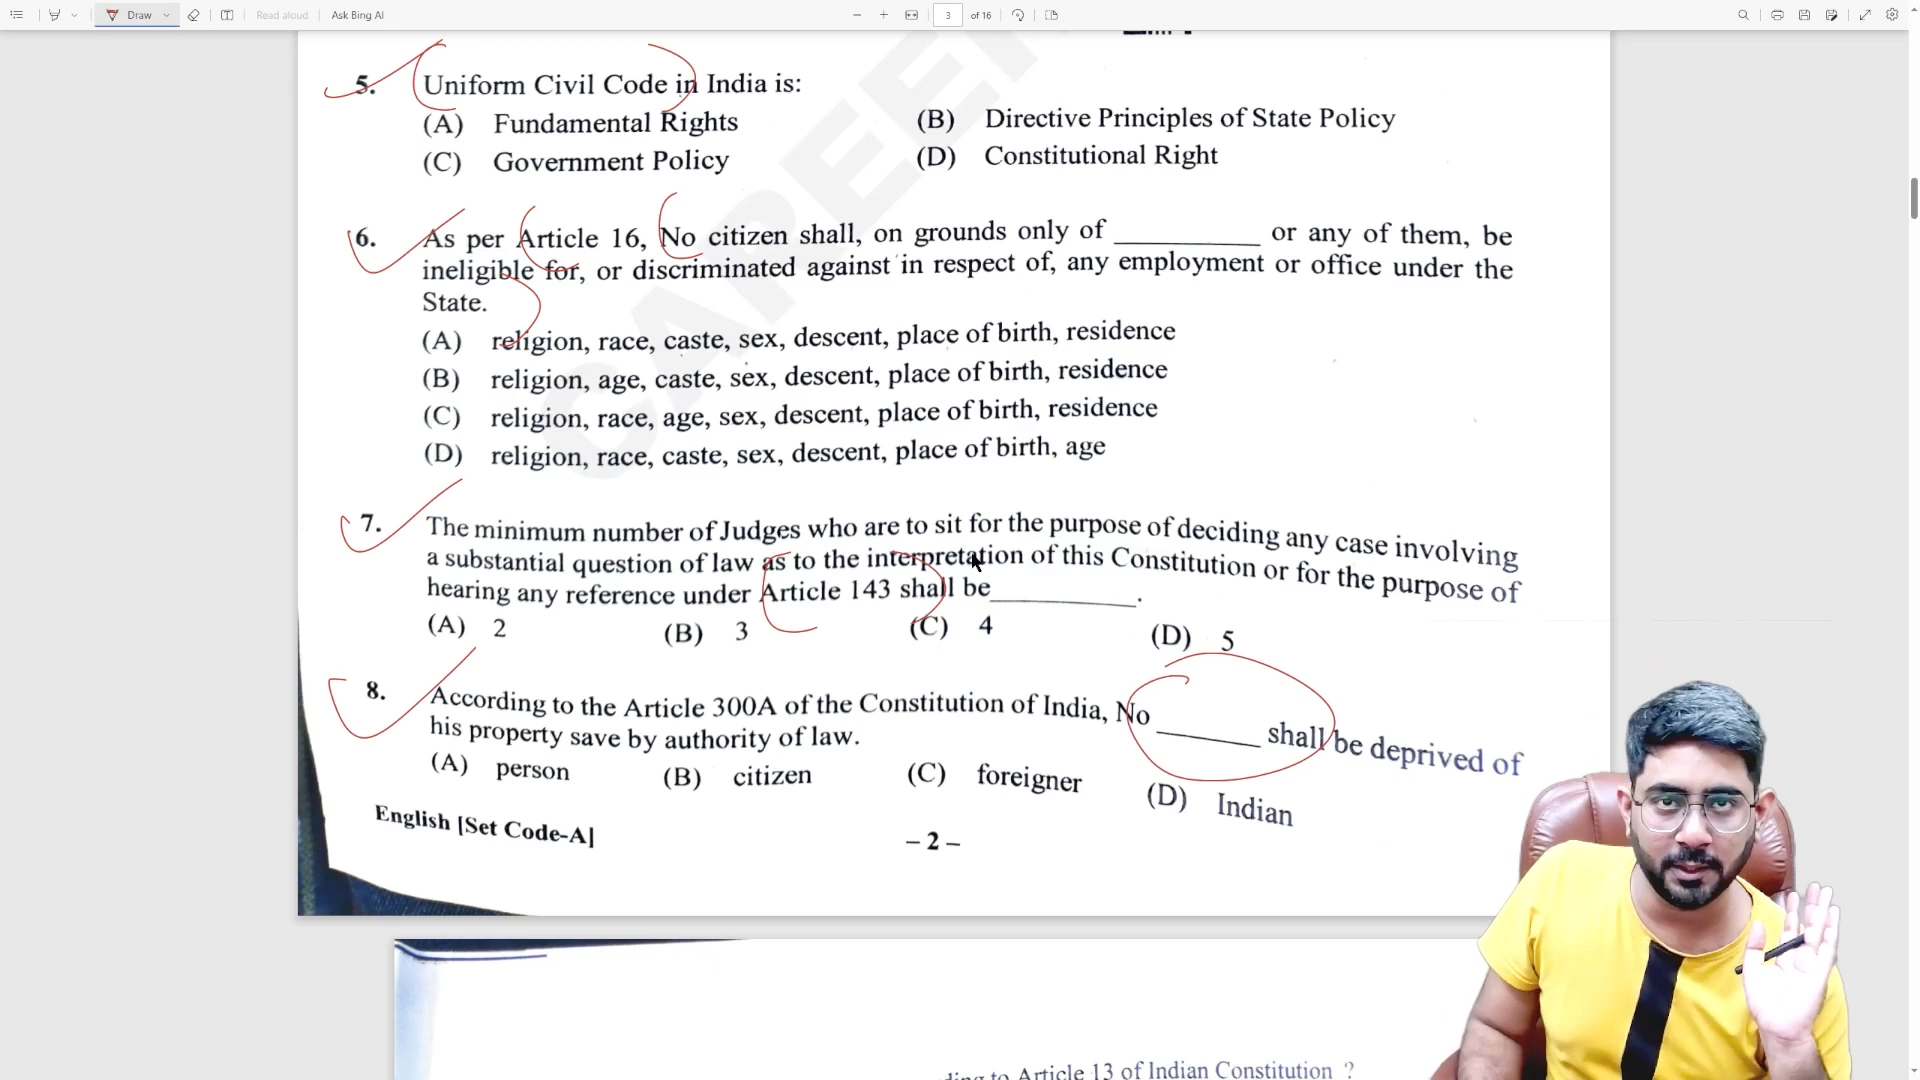 Draw
Read aloud
Ask Bing AI
3
of 16
CAREER
5. Uniform Civil Code in India is:
(A) Fundamental Rights (B) Directive Principles of State Policy
(C) Government Policy (D) Constitutional Right
6. As per Article 16, No citizen shall, on grounds only of __________ or any of them, be
ineligible for, or discriminated against in respect of, any employment or office under the
State.
(A) religion, race, caste, sex, descent, place of birth, residence
(B) religion, age, caste, sex, descent, place of birth, residence
(C) religion, race, age, sex, descent, place of birth, residence
(D) religion, race, caste, sex, descent, place of birth, age
7. The minimum number of Judges who are to sit for the purpose of deciding any case involving
a substantial question of law as to the interpretation of this Constitution or for the purpose of
hearing any reference under Article 143 shall be__________.
(A) 2 (B) 3 (C) 4 (D) 5
8. According to the Article 300A of the Constitution of India, No _______ shall be deprived of
his property save by authority of law.
(A) person (B) citizen (C) foreigner (D) Indian
English [Set Code-A]
– 2 –
to Article 13 of Indian Constitution ?